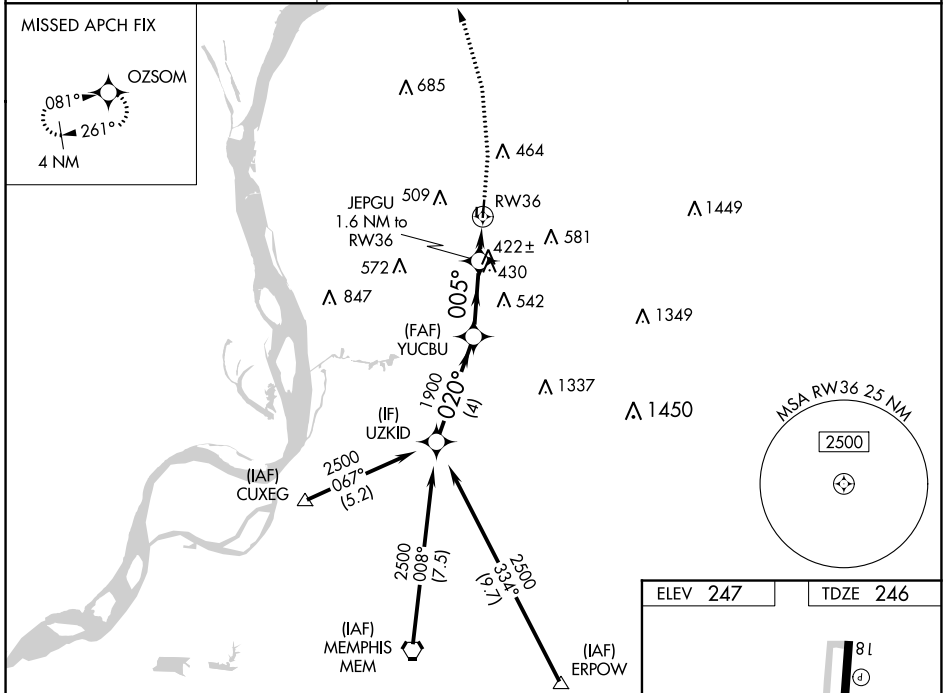 MISSED APCH FIX
OZSOM
081°
261°
4 NM
685
464
509
RW36
JEPGU
1.6 NM to
RW36
1449
581
422±
430
572
847
005°
542
1349
(FAF)
YUCBU
1900
020°
(4)
1337
1450
(IF)
UZKID
MSA RW36 25 NM
2500
(IAF)
CUXEG
2500
067°
(5.2)
2500
008°
(7.5)
2500
334°
(9.7)
(IAF)
MEMPHIS
MEM
(IAF)
ERPOW
ELEV 247
TDZE 246
18
P